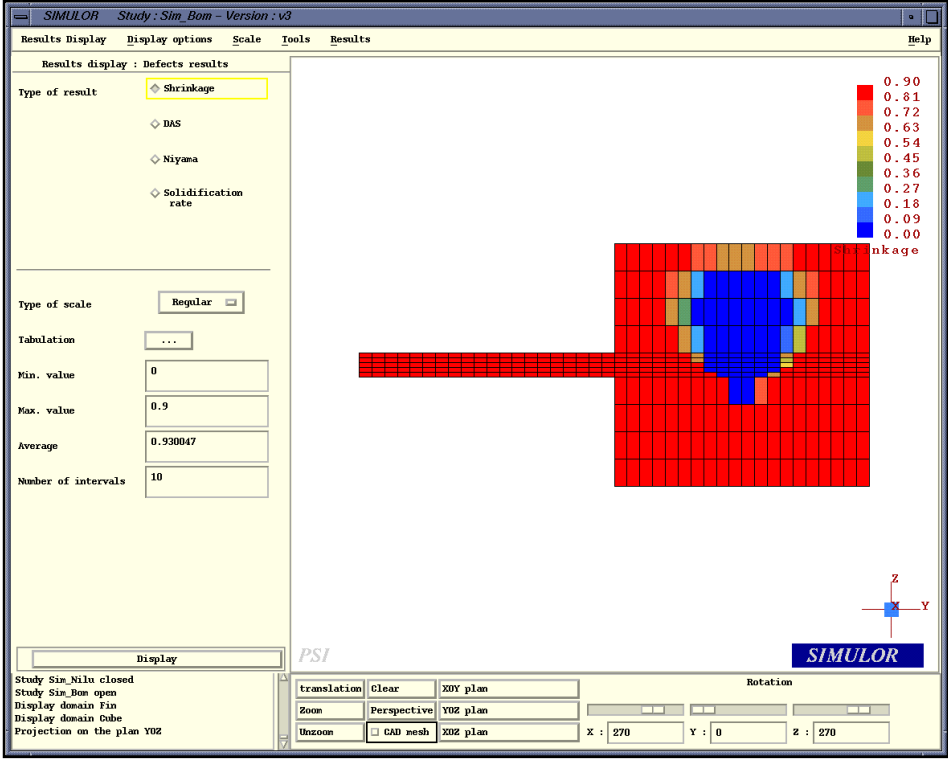 SIMULOR Study : Sim_Bom - Version : v3
Results Display Display options Scale Tools Results Help
Results display : Defects results
Type of result
Shrinkage
DAS
Niyama
Solidification
rate
Type of scale Regular
Tabulation ...
Min. value 0
Max. value 0.9
Average 0.930047
Number of intervals 10
Display
Study Sim_Nilu closed
Study Sim_Bom open
Display domain Fin
Display domain Cube
Projection on the plan YOZ
0.90
0.81
0.72
0.63
0.54
0.45
0.36
0.27
0.18
0.09
0.00
Shrinkage
Z
X Y
PSI
SIMULOR
translation Clear XOY plan
Zoom Perspective YOZ plan
Unzoom CAD mesh XOZ plan
Rotation
X : 270 Y : 0 Z : 270